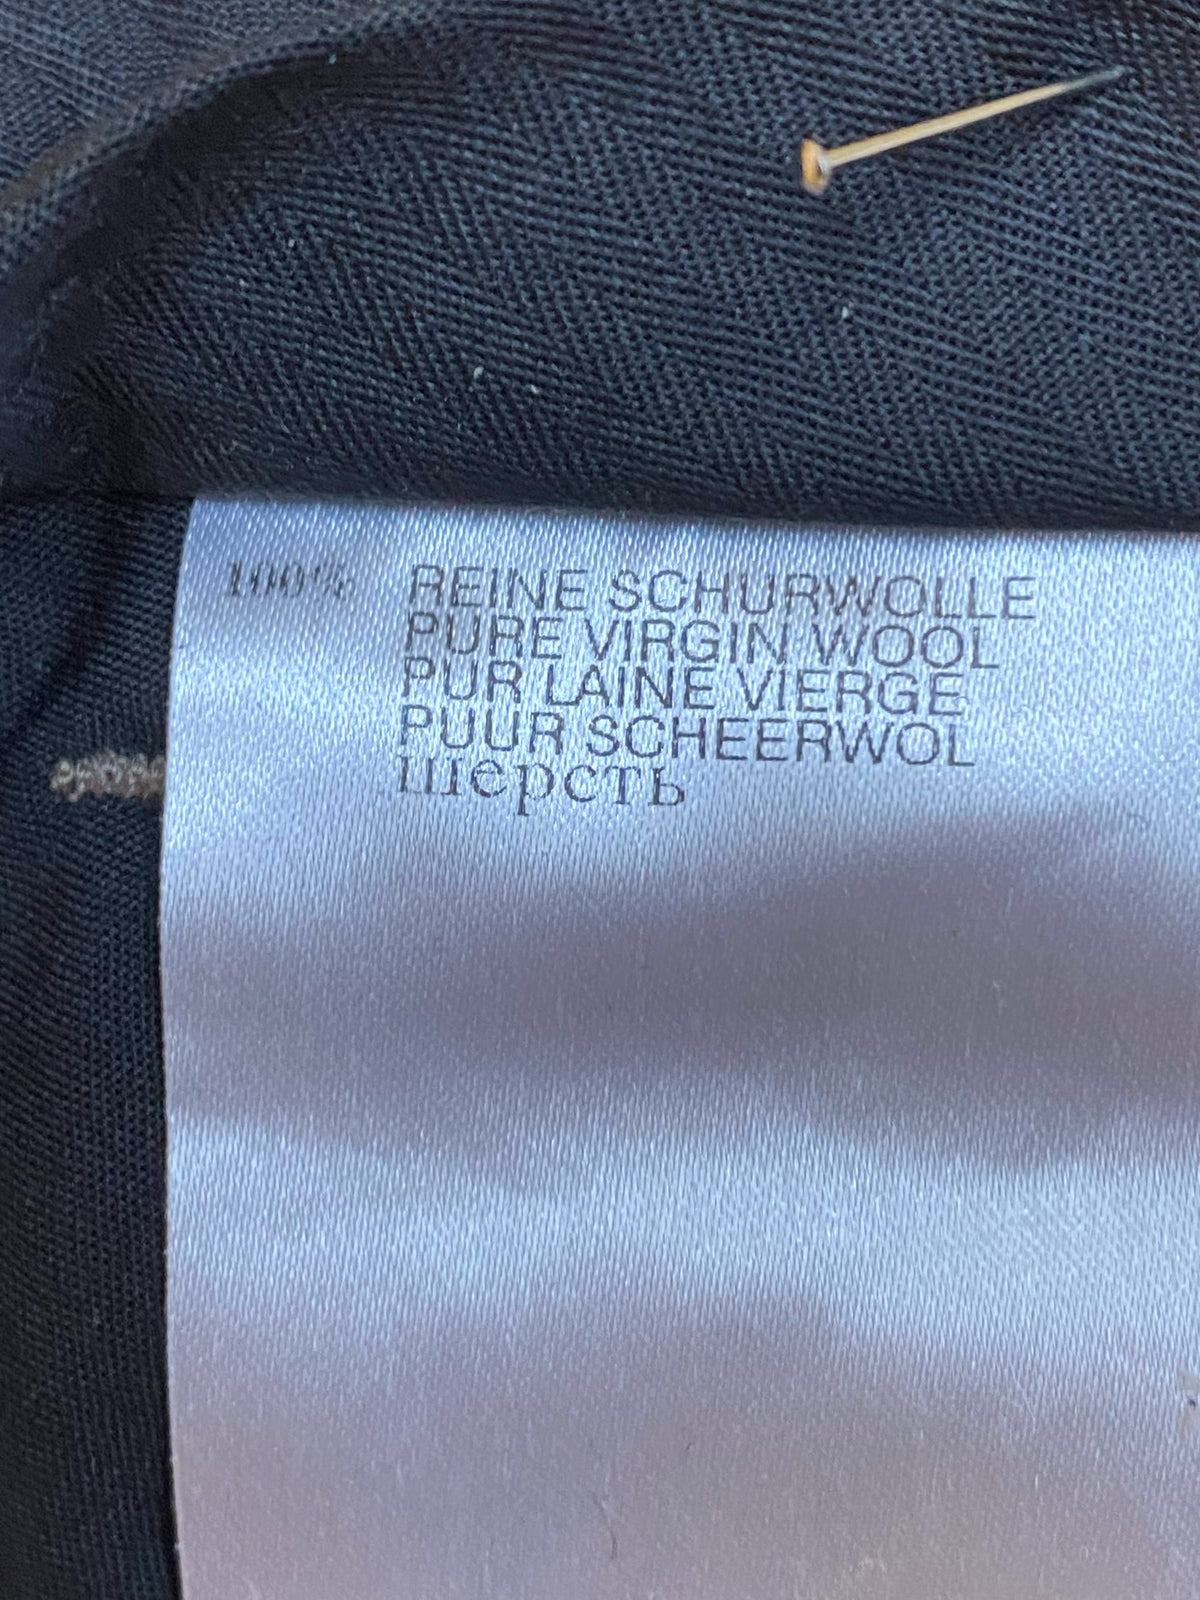 100% REINE SCHURWOLLE
PURE VIRGIN WOOL
PUR LAINE VIERGE
PUUR SCHEERWOL
шерсть